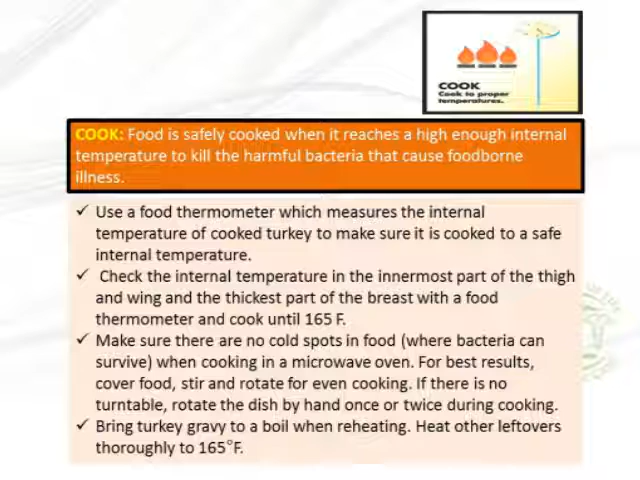 COOK
Cook to proper
temperatures.
COOK: Food is safely cooked when it reaches a high enough internal
temperature to kill the harmful bacteria that cause foodborne
illness.
✓ Use a food thermometer which measures the internal
temperature of cooked turkey to make sure it is cooked to a safe
internal temperature.
✓ Check the internal temperature in the innermost part of the thigh
and wing and the thickest part of the breast with a food
thermometer and cook until 165 F.
✓ Make sure there are no cold spots in food (where bacteria can
survive) when cooking in a microwave oven. For best results,
cover food, stir and rotate for even cooking. If there is no
turntable, rotate the dish by hand once or twice during cooking.
✓ Bring turkey gravy to a boil when reheating. Heat other leftovers
thoroughly to 165°F.